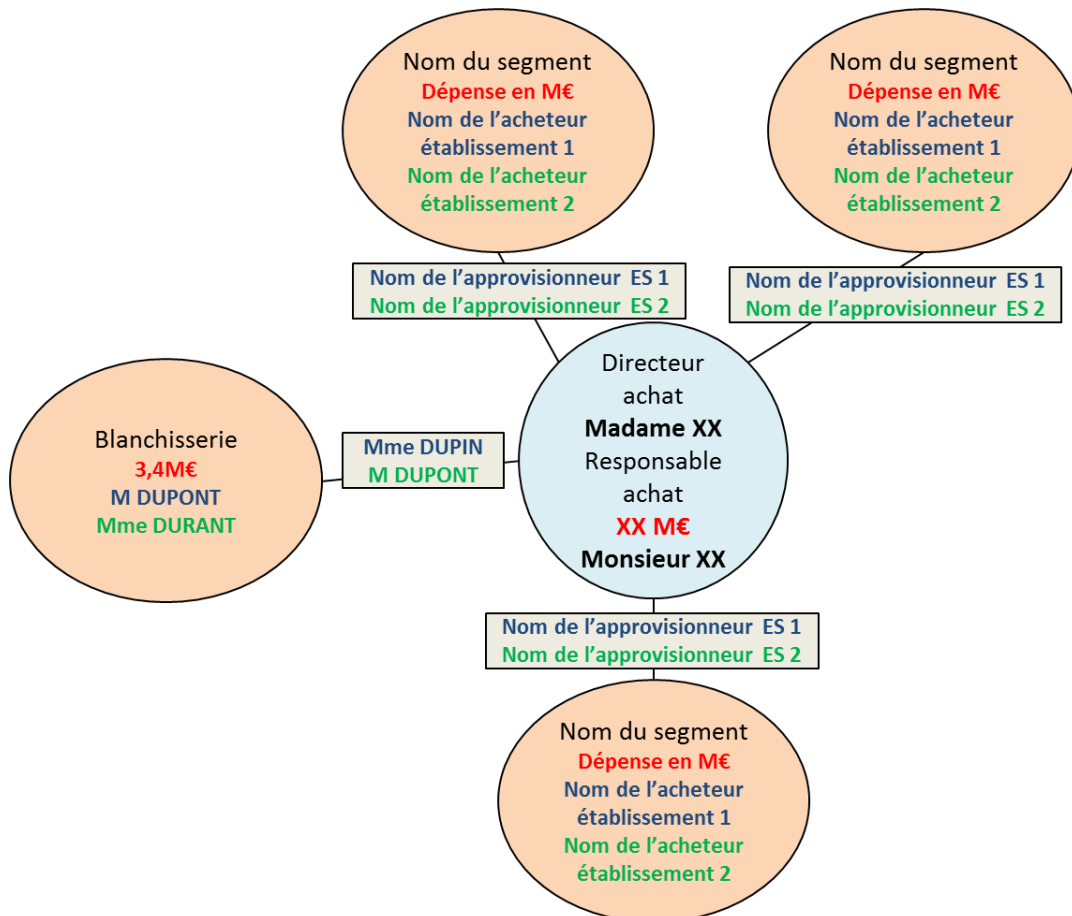 Nom du segment
Dépense en M€
Nom de l'acheteur
établissement 1
Nom de l'acheteur
établissement 2
Nom du segment
Dépense en M€
Nom de l'acheteur
établissement 1
Nom de l'acheteur
établissement 2
Nom de l'approvisionneur ES 1
Nom de l'approvisionneur ES 2
Nom de l'approvisionneur ES 1
Nom de l'approvisionneur ES 2
Blanchisserie
3,4M€
M DUPONT
Mme DURANT
Mme DUPIN
M DUPONT
Directeur
achat
Madame XX
Responsable
achat
XX M€
Monsieur XX
Nom de l'approvisionneur ES 1
Nom de l'approvisionneur ES 2
Nom du segment
Dépense en M€
Nom de l'acheteur
établissement 1
Nom de l'acheteur
établissement 2